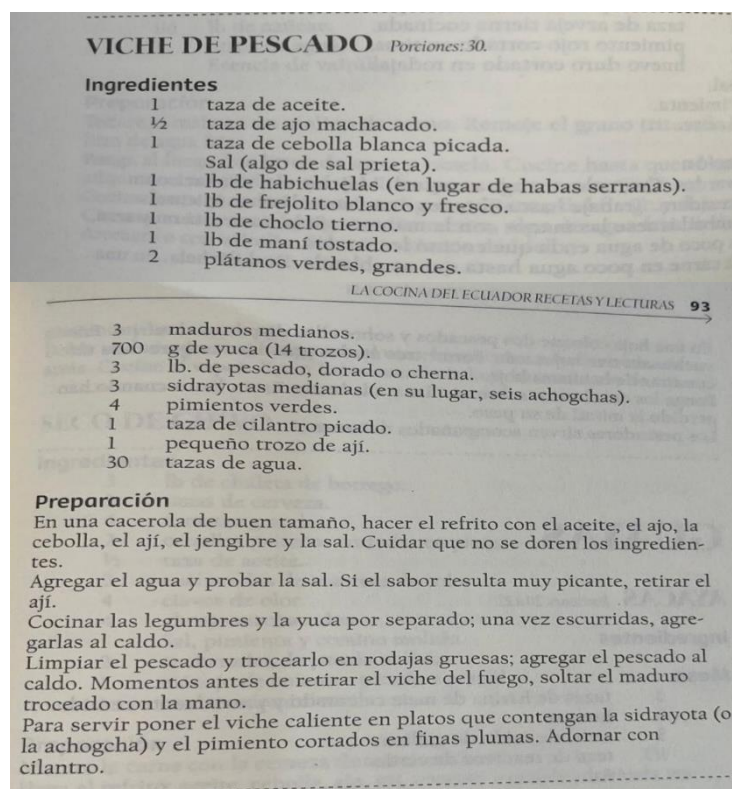 VICHE DE PESCADO Porciones: 30.
Ingredientes
1 taza de aceite.
½ taza de ajo machacado.
1 taza de cebolla blanca picada.
Sal (algo de sal prieta).
1 lb de habichuelas (en lugar de habas serranas).
1 lb de frejolito blanco y fresco.
1 lb de choclo tierno.
1 lb de maní tostado.
2 plátanos verdes, grandes.
LA COCINA DEL ECUADOR RECETAS Y LECTURAS 93
3 maduros medianos.
700 g de yuca (14 trozos).
3 lb. de pescado, dorado o cherna.
3 sidrayotas medianas (en su lugar, seis achogchas).
4 pimientos verdes.
1 taza de cilantro picado.
1 pequeño trozo de ají.
30 tazas de agua.
Preparación
En una cacerola de buen tamaño, hacer el refrito con el aceite, el ajo, la
cebolla, el ají, el jengibre y la sal. Cuidar que no se doren los ingredien-
tes.
Agregar el agua y probar la sal. Si el sabor resulta muy picante, retirar el
ají.
Cocinar las legumbres y la yuca por separado; una vez escurridas, agre-
garlas al caldo.
Limpiar el pescado y trocearlo en rodajas gruesas; agregar el pescado al
caldo. Momentos antes de retirar el viche del fuego, soltar el maduro
troceado con la mano.
Para servir poner el viche caliente en platos que contengan la sidrayota (o
la achogcha) y el pimiento cortados en finas plumas. Adornar con
cilantro.